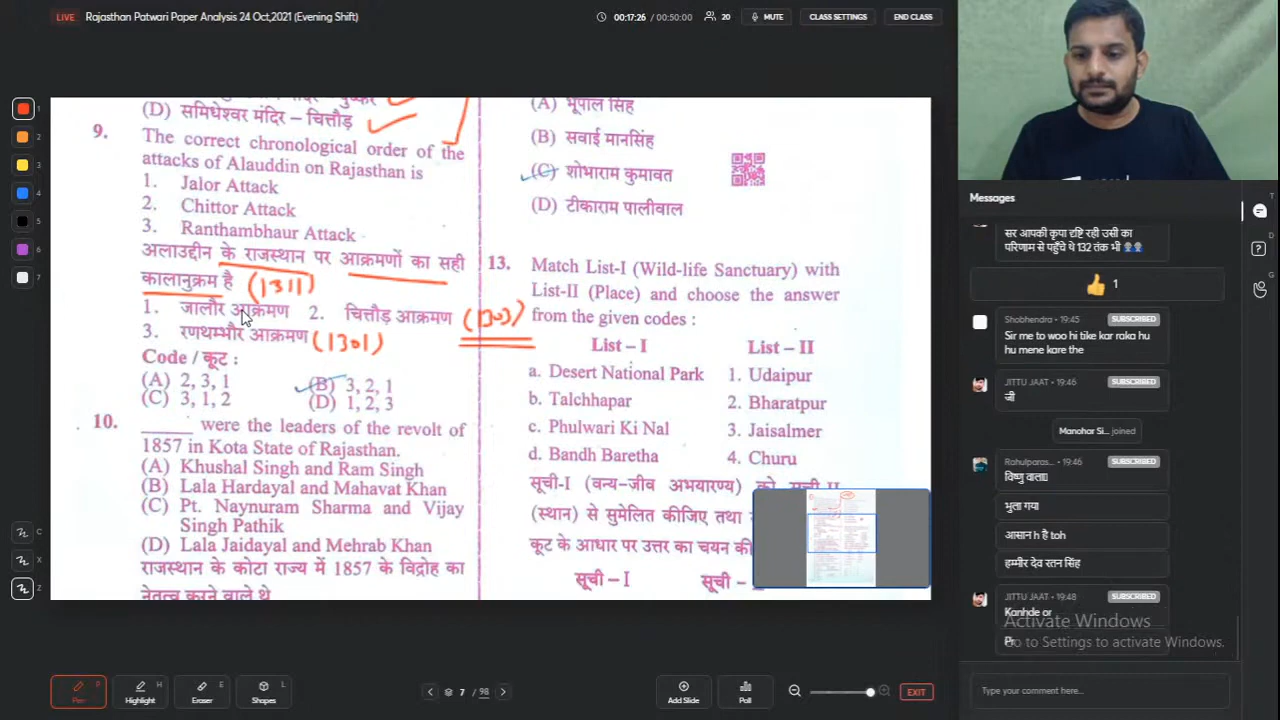 LIVE Rajasthan Patwari Paper Analysis 24 Oct,2021 (Evening Shift)
00:17:26 / 00:50:00 20 MUTE CLASS SETTINGS END CLASS
1
2
3
4
5
6
7
C
X
Z
(D) समिधेश्वर मंदिर – चित्तौड़
9. The correct chronological order of the
attacks of Alauddin on Rajasthan is
1. Jalor Attack
2. Chittor Attack
3. Ranthambhaur Attack
अलाउद्दीन के राजस्थान पर आक्रमणों का सही
कालानुक्रम है (1311)
1. जालौर आक्रमण 2. चित्तौड़ आक्रमण (1303)
3. रणथम्भौर आक्रमण (1301)
Code / कूट :
(A) 2, 3, 1 (B) 3, 2, 1
(C) 3, 1, 2 (D) 1, 2, 3
10. _____ were the leaders of the revolt of
1857 in Kota State of Rajasthan.
(A) Khushal Singh and Ram Singh
(B) Lala Hardayal and Mahavat Khan
(C) Pt. Naynuram Sharma and Vijay
Singh Pathik
(D) Lala Jaidayal and Mehrab Khan
राजस्थान के कोटा राज्य में 1857 के विद्रोह का
नेतृत्व करने वाले थे
(A) भूपाल सिंह
(B) सवाई मानसिंह
(C) शोभाराम कुमावत
(D) टीकाराम पालीवाल
13. Match List-I (Wild-life Sanctuary) with
List-II (Place) and choose the answer
from the given codes :
List – I List – II
a. Desert National Park 1. Udaipur
b. Talchhapar 2. Bharatpur
c. Phulwari Ki Nal 3. Jaisalmer
d. Bandh Baretha 4. Churu
सूची-I (वन्य-जीव अभयारण्य) को सूची-II
(स्थान) से सुमेलित कीजिए तथा
कूट के आधार पर उत्तर का चयन की
सूची – I सूची –
Messages
सर आपकी कृपा दृष्टि रही उसी का
परिणाम से पहुँचे थे 132 तक भी
1
Shobhendra • 19:45 SUBSCRIBED
Sir me to woo hi tike kar raka hu
hu mene kare the
JITTU JAAT • 19:46 SUBSCRIBED
जी
Manohar Si... joined
Rahulparas... • 19:46 SUBSCRIBED
भुला गया
आसान h है toh
हम्मीर देव रतन सिंह
JITTU JAAT • 19:48 SUBSCRIBED
Kanhde or
Activate Windows
Go to Settings to activate Windows.
Type your comment here...
T
?
Pen D
Highlight H
Eraser E
Shapes L
7 / 98
Add Slide
Poll
EXIT